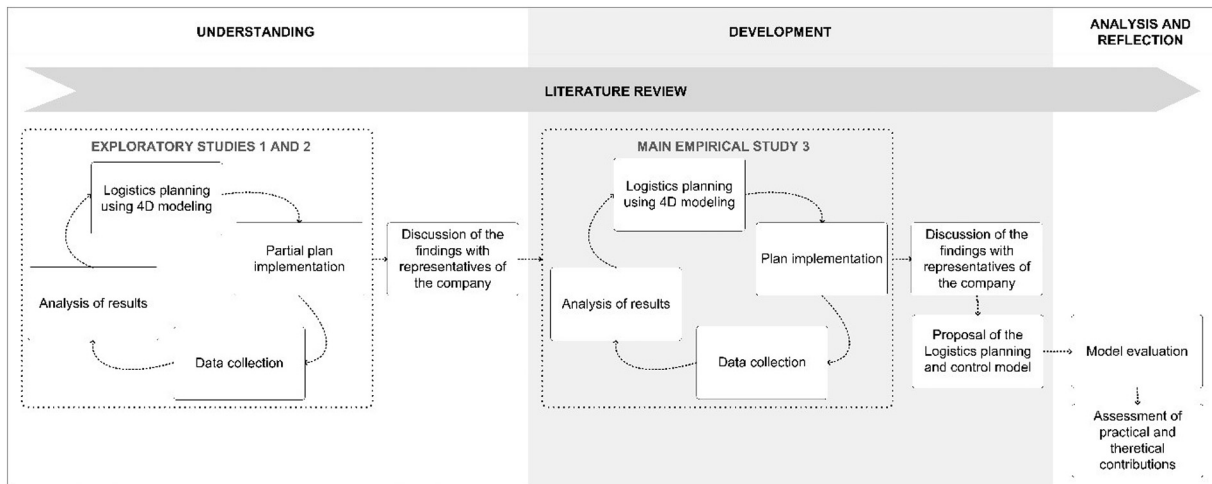 UNDERSTANDING
DEVELOPMENT
ANALYSIS AND
REFLECTION
LITERATURE REVIEW
EXPLORATORY STUDIES 1 AND 2
Logistics planning
using 4D modeling
Partial plan
implementation
Data collection
Analysis of results
Discussion of the
findings with
representatives of
the company
MAIN EMPIRICAL STUDY 3
Logistics planning
using 4D modeling
Plan implementation
Data collection
Analysis of results
Discussion of the
findings with
representatives of
the company
Proposal of the
Logistics planning
and control model
Model evaluation
Assessment of
practical and
theretical
contributions